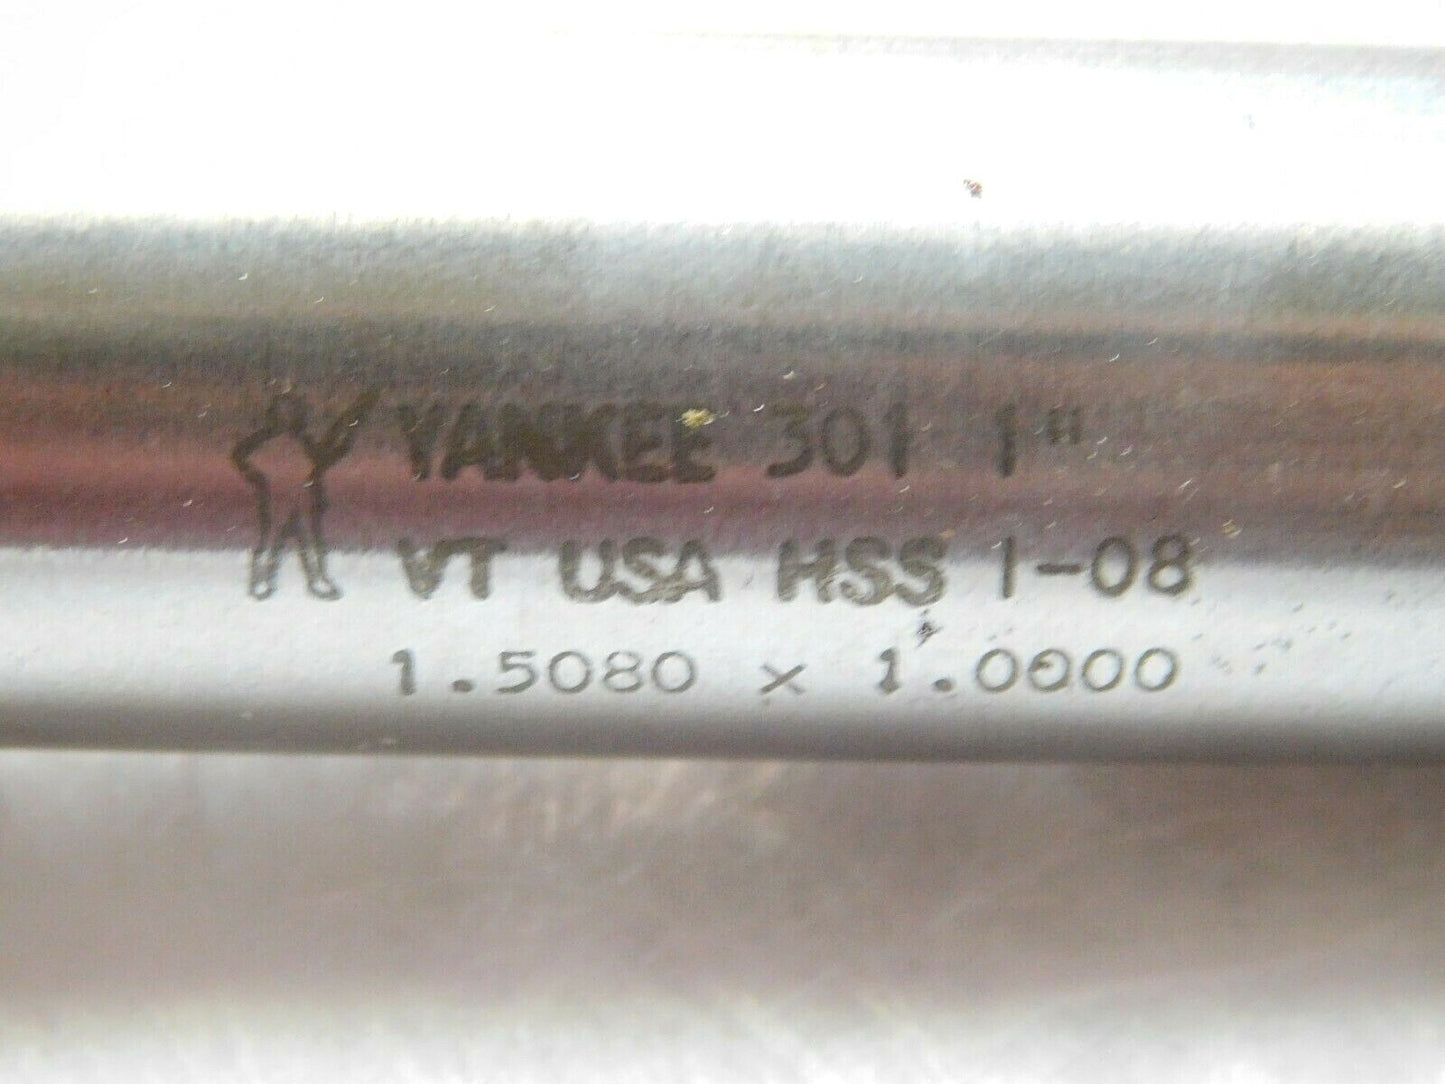 YANKEE 301 1"
VT USA HSS 1-08
1.5080 x 1.0000